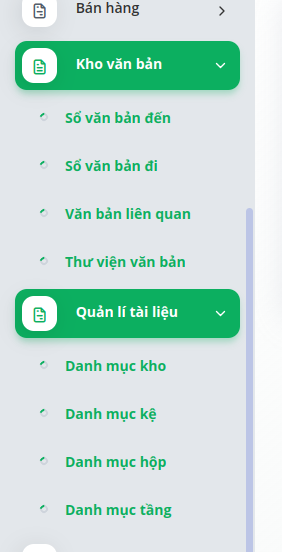 Bán hàng
Kho văn bản
Sổ văn bản đến
Sổ văn bản đi
Văn bản liên quan
Thư viện văn bản
Quản lí tài liệu
Danh mục kho
Danh mục kệ
Danh mục hộp
Danh mục tầng